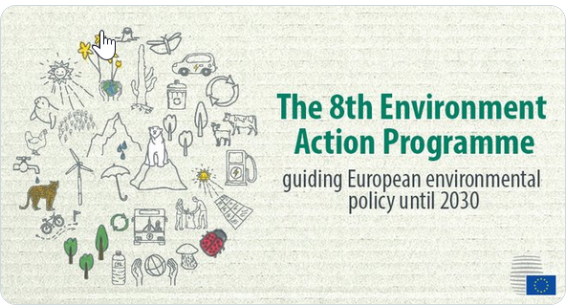 The 8th Environment
Action Programme
guiding European environmental
policy until 2030